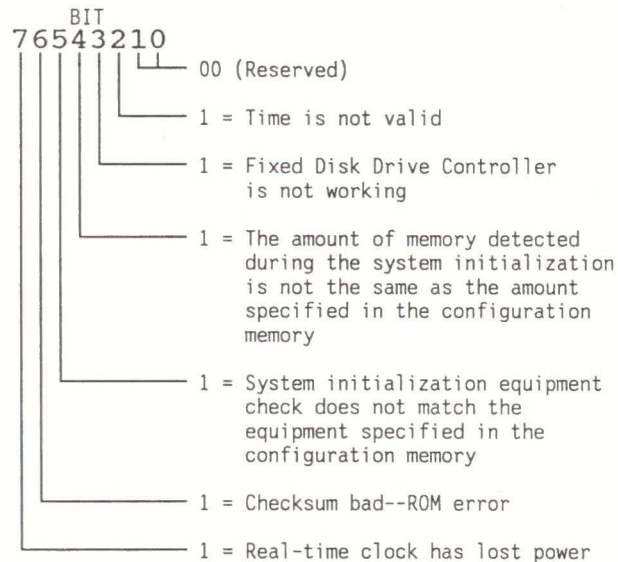 BIT
76543210
00 (Reserved)
1 = Time is not valid
1 = Fixed Disk Drive Controller
is not working
1 = The amount of memory detected
during the system initialization
is not the same as the amount
specified in the configuration
memory
1 = System initialization equipment
check does not match the
equipment specified in the
configuration memory
1 = Checksum bad--ROM error
1 = Real-time clock has lost power